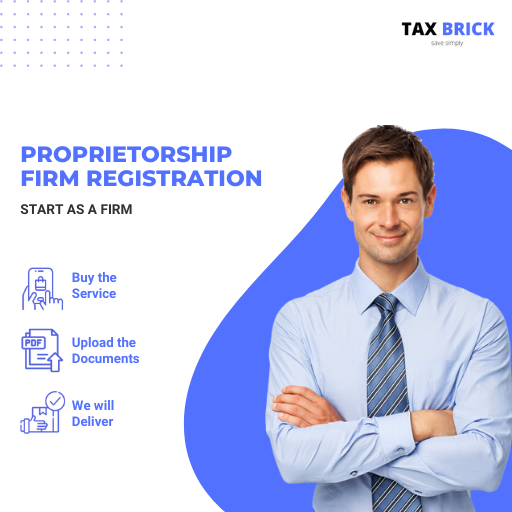 TAX BRICK
save simply
PROPRIETORSHIP
FIRM REGISTRATION
START AS A FIRM
Buy the
Service
PDF
Upload the
Documents
We will
Deliver